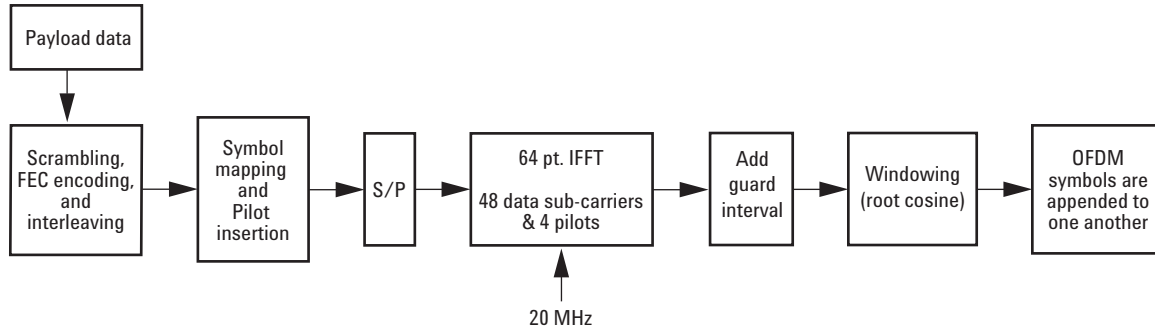 Payload data
Scrambling,
FEC encoding,
and
interleaving
Symbol
mapping
and
Pilot
insertion
S/P
64 pt. IFFT
48 data sub-carriers
& 4 pilots
20 MHz
Add
guard
interval
Windowing
(root cosine)
OFDM
symbols are
appended to
one another